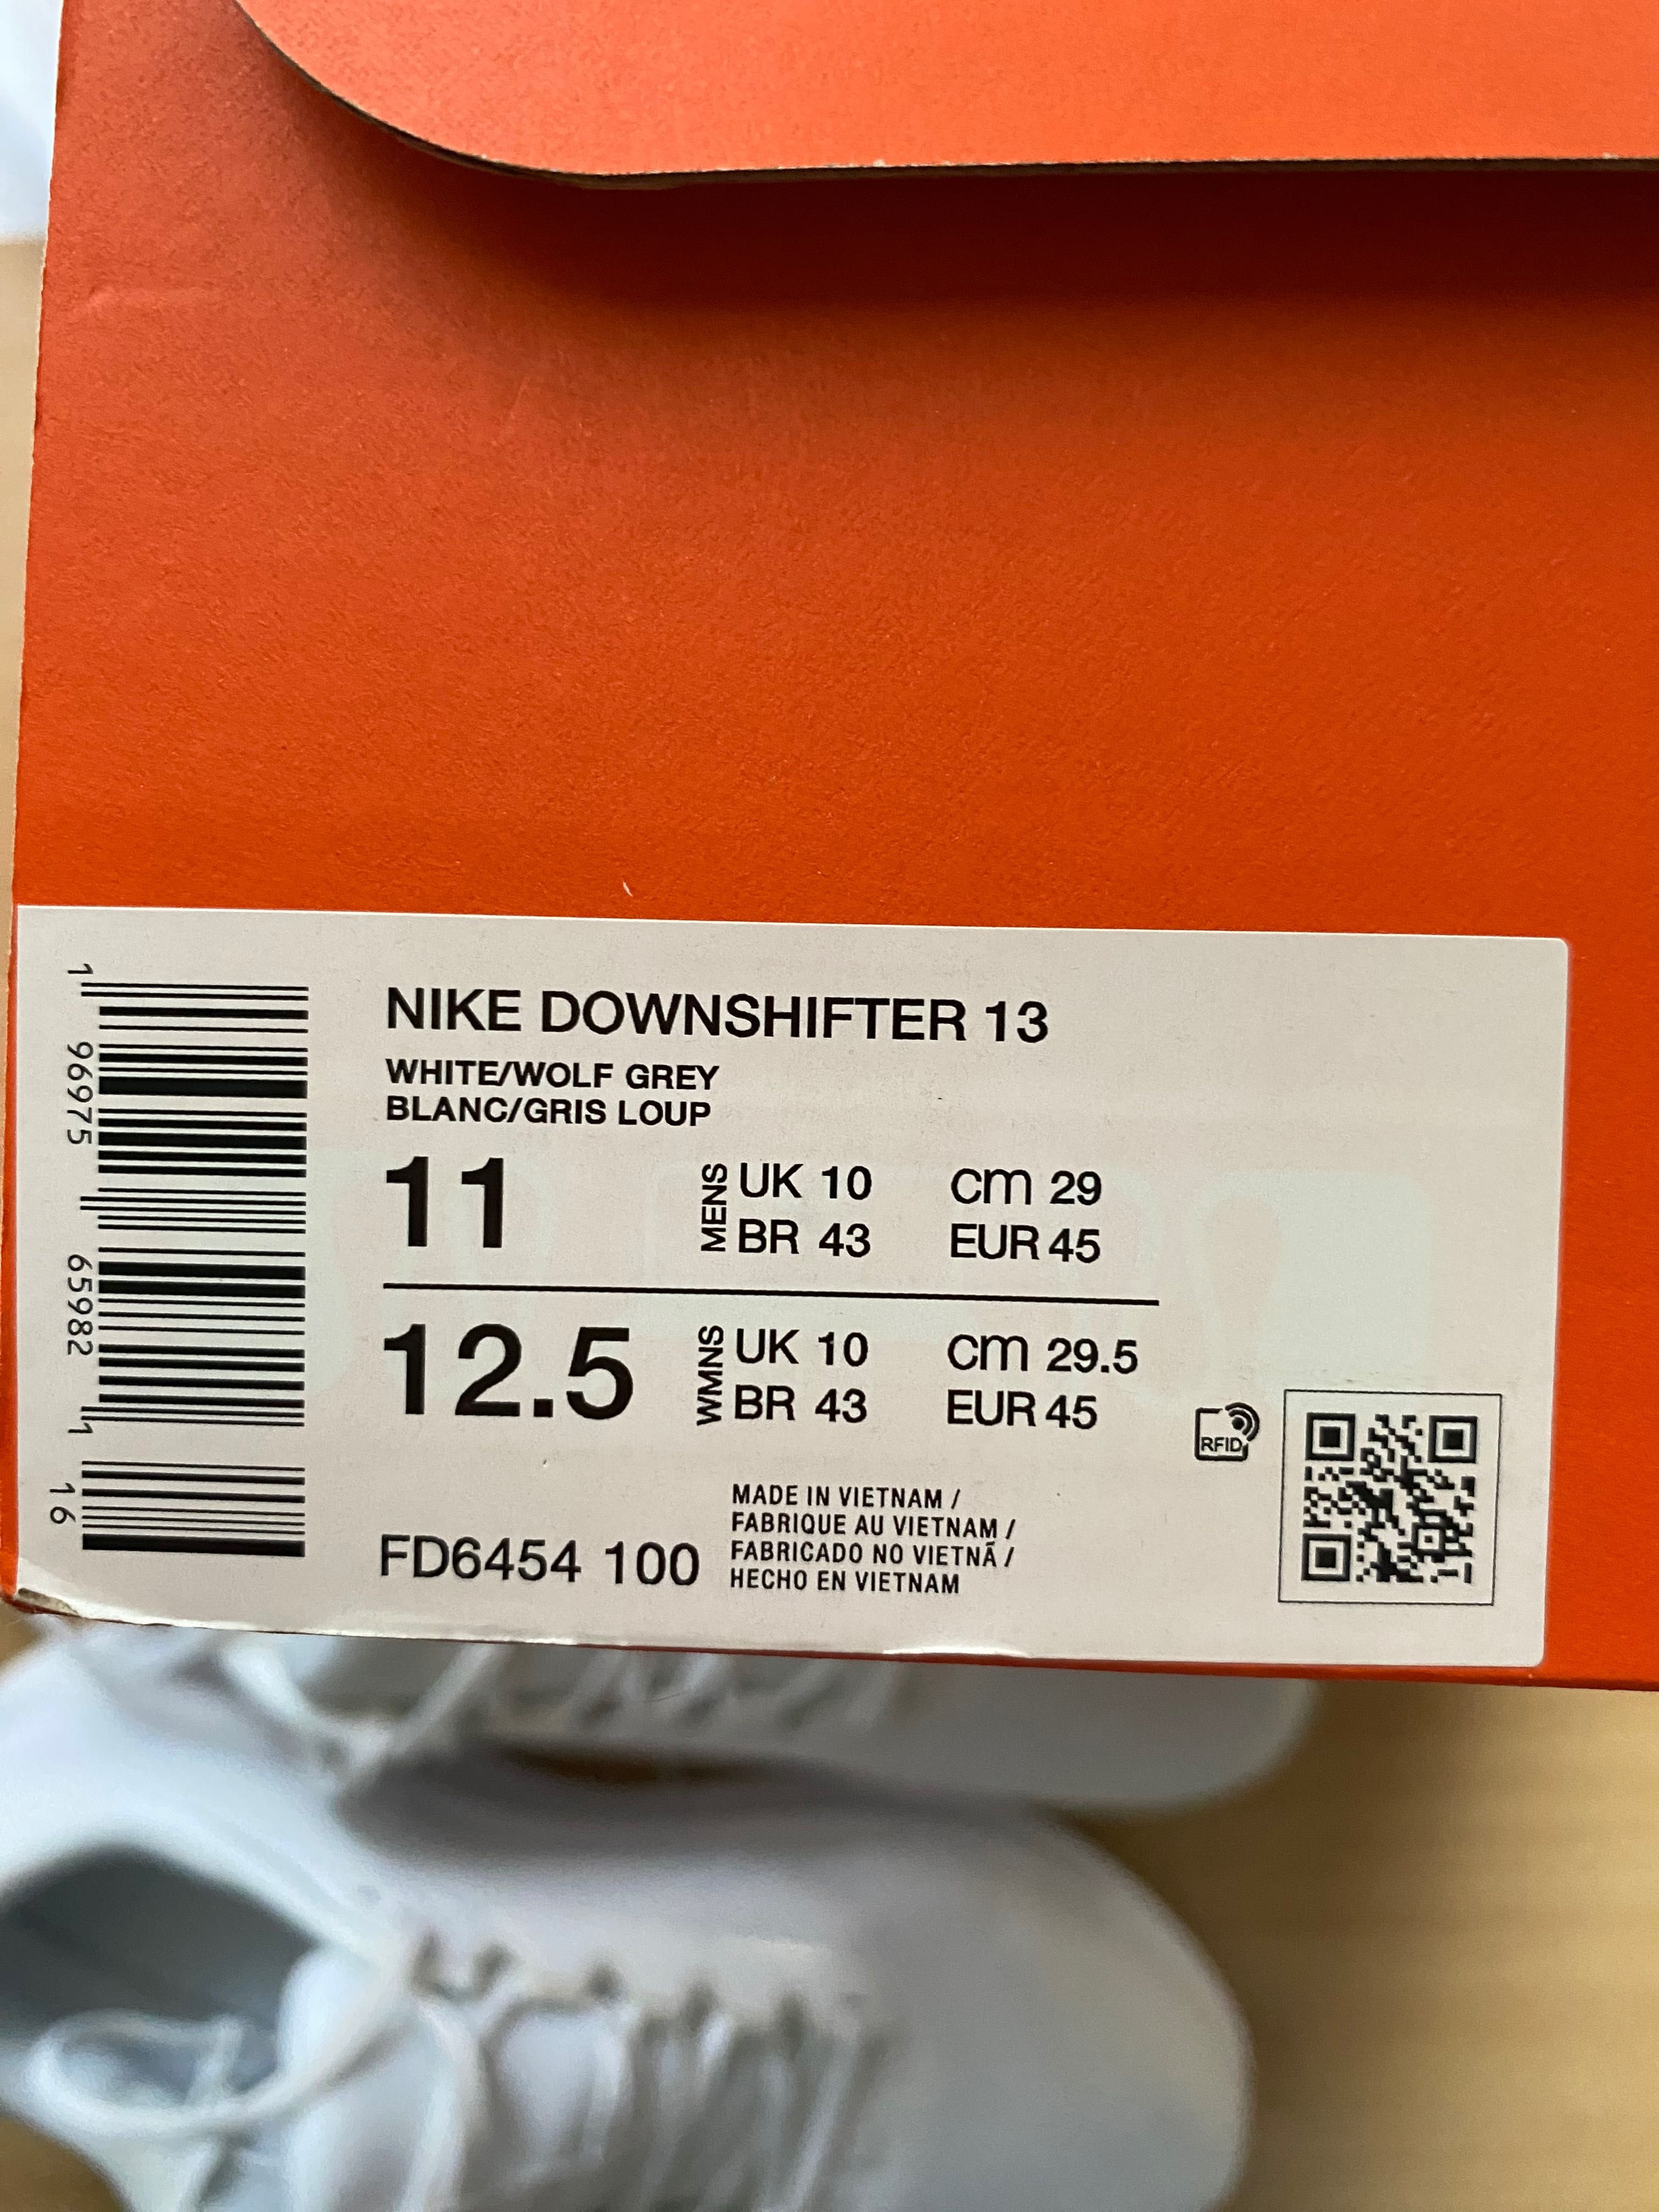 NIKE DOWNSHIFTER 13
WHITE/WOLF GREY
BLANC/GRIS LOUP
11 MENS UK 10 cm 29
BR 43 EUR 45
12.5 WMNS UK 10 cm 29.5
BR 43 EUR 45
RFID
FD6454 100
MADE IN VIETNAM /
FABRIQUE AU VIETNAM /
FABRICADO NO VIETNÃ /
HECHO EN VIETNAM
1 96975 65982 1 16